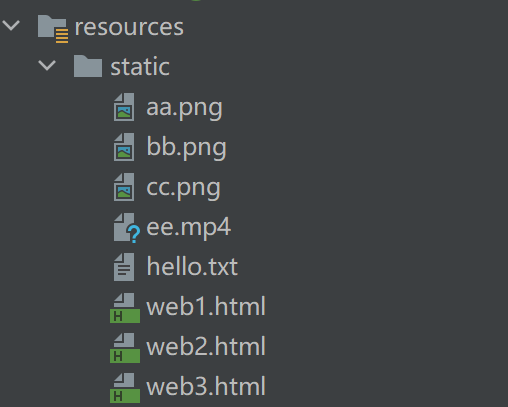 resources
static
aa.png
bb.png
cc.png
ee.mp4
hello.txt
web1.html
web2.html
web3.html